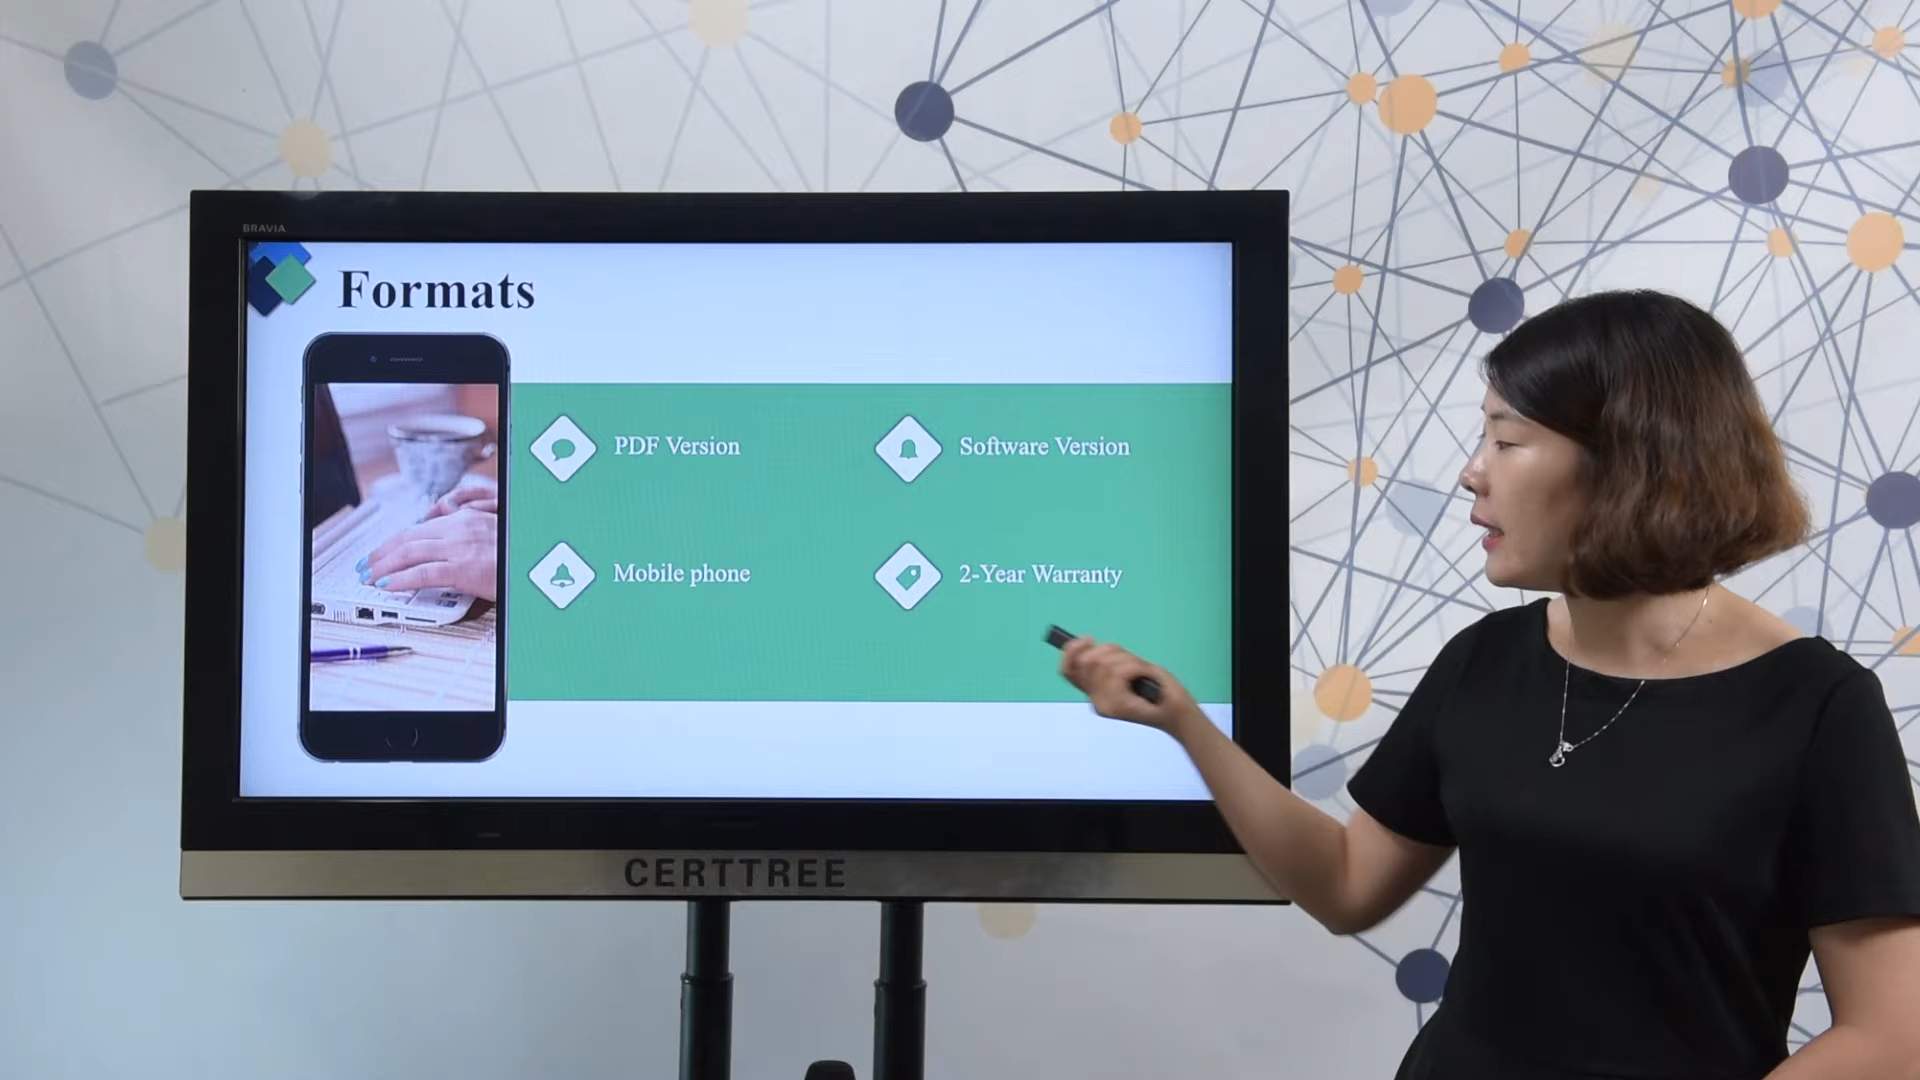 BRAVIA
Formats
PDF Version
Software Version
Mobile phone
2-Year Warranty
CERTTREE